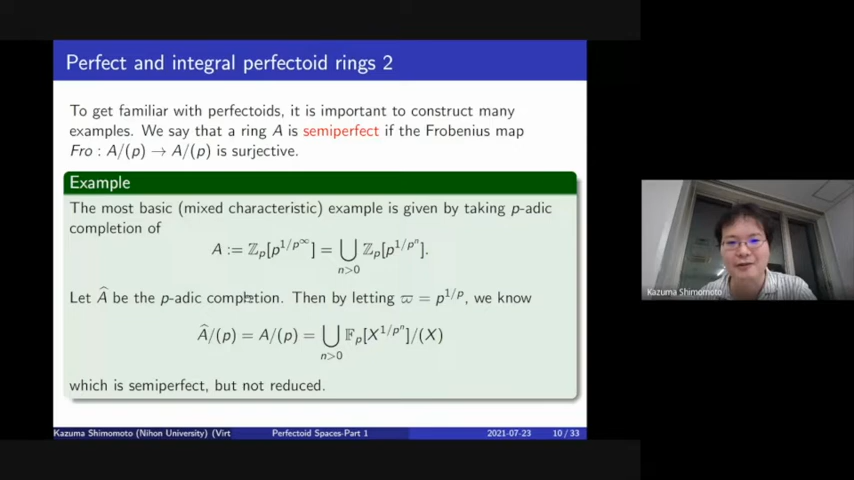 Perfect and integral perfectoid rings 2
To get familiar with perfectoids, it is important to construct many
examples. We say that a ring A is semiperfect if the Frobenius map
Fro : A/(p) → A/(p) is surjective.
Example
The most basic (mixed characteristic) example is given by taking p-adic
completion of
A := ℤ_p[p^{1/p^∞}] = ⋃_{n>0} ℤ_p[p^{1/p^n}].
Let Â be the p-adic completion. Then by letting ϖ = p^{1/p}, we know
Â/(p) = A/(p) = ⋃_{n>0} 𝔽_p[X^{1/p^n}]/(X)
which is semiperfect, but not reduced.
Kazuma Shimomoto (Nihon University) (Virt Perfectoid Spaces-Part 1 2021-07-23 10 / 33
Kazuma Shimomoto